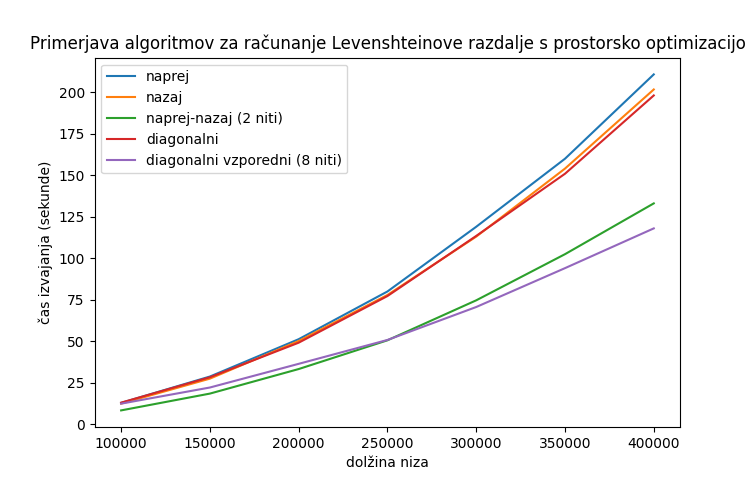 Primerjava algoritmov za računanje Levenshteinove razdalje s prostorsko optimizacijo
naprej
nazaj
naprej-nazaj (2 niti)
diagonalni
diagonalni vzporedni (8 niti)
čas izvajanja (sekunde)
200
175
150
125
100
75
50
25
0
100000 150000 200000 250000 300000 350000 400000
dolžina niza